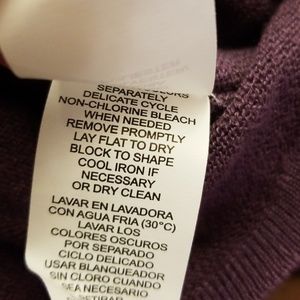 SEPARATELY
DELICATE CYCLE
NON-CHLORINE BLEACH
WHEN NEEDED
REMOVE PROMPTLY
LAY FLAT TO DRY
BLOCK TO SHAPE
COOL IRON IF
NECESSARY
OR DRY CLEAN
LAVAR EN LAVADORA
CON AGUA FRIA (30°C)
LAVAR LOS
COLORES OSCUROS
POR SEPARADO
CICLO DELICADO
USAR BLANQUEADOR
SIN CLORO CUANDO
SEA NECESARIO